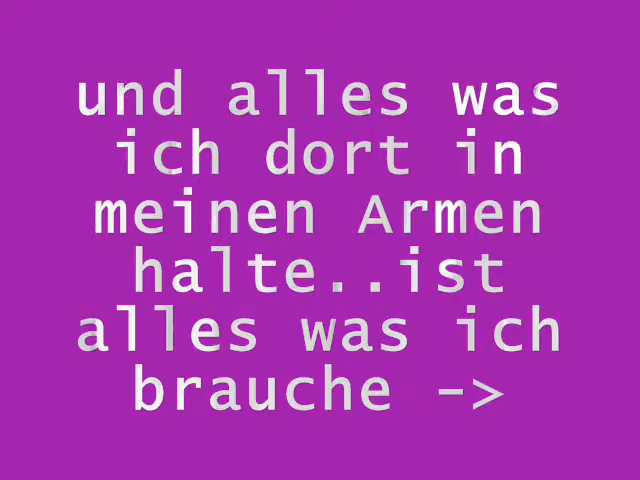 und alles was
ich dort in
meinen Armen
halte..ist
alles was ich
brauche ->